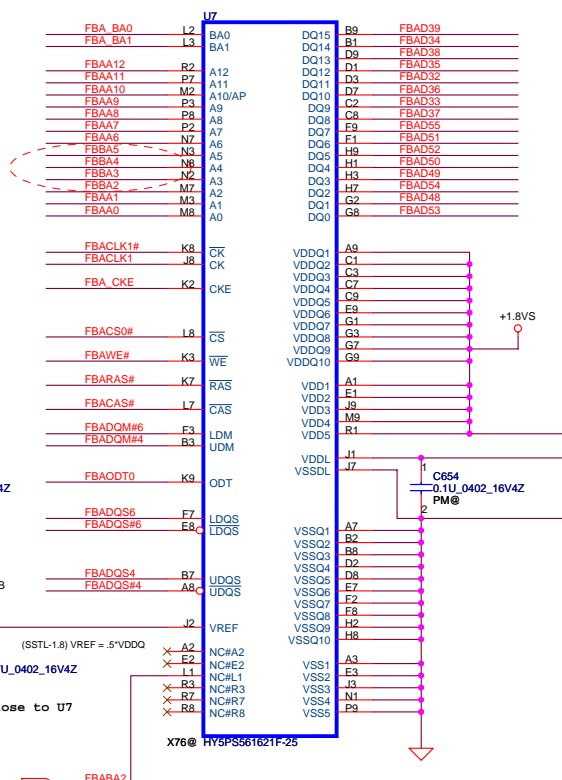 U7
FBA_BA0 L2 BA0 DQ15 B9 FBAD39
FBA_BA1 L3 BA1 DQ14 B1 FBAD34
DQ13 D9 FBAD38
FBAA12 R2 A12 DQ12 D1 FBAD35
FBAA11 P7 A11 DQ11 D3 FBAD32
FBAA10 M2 A10/AP DQ10 D7 FBAD36
FBAA9 P3 A9 DQ9 C2 FBAD33
FBAA8 P8 A8 DQ8 C8 FBAD37
FBAA7 P2 A7 DQ7 F9 FBAD55
FBAA6 N7 A6 DQ6 F1 FBAD51
FBBA5 N3 A5 DQ5 H9 FBAD52
FBBA4 N8 A4 DQ4 H1 FBAD50
FBBA3 N2 A3 DQ3 H3 FBAD49
FBBA2 M7 A2 DQ2 H7 FBAD54
FBAA1 M3 A1 DQ1 G2 FBAD48
FBAA0 M8 A0 DQ0 G8 FBAD53
FBACLK1# K8 CK VDDQ1 A9
FBACLK1 J8 CK VDDQ2 C1
VDDQ3 C3
FBA_CKE K2 CKE VDDQ4 C7
VDDQ5 C9
VDDQ6 E9
VDDQ7 G1
+1.8VS
FBACS0# L8 CS VDDQ8 G3
VDDQ9 G7
FBAWE# K3 WE VDDQ10 G9
FBARAS# K7 RAS VDD1 A1
VDD2 E1
FBACAS# L7 CAS VDD3 J9
VDD4 M9
FBADQM#6 F3 LDM VDD5 R1
FBADQM#4 B3 UDM
VDDL J1
VSSDL J7
1
C654
0.1U_0402_16V4Z
PM@
2
FBAODT0 K9 ODT
4Z
FBADQS6 F7 LDQS VSSQ1 A7
FBADQS#6 E8 LDQS VSSQ2 B2
VSSQ3 B8
VSSQ4 D2
FBADQS4 B7 UDQS VSSQ5 D8
FBADQS#4 A8 UDQS VSSQ6 E7
VSSQ7 F2
VSSQ8 F8
J2 VREF VSSQ9 H2
VSSQ10 H8
(SSTL-1.8) VREF = .5*VDDQ
A2 NC#A2
E2 NC#E2 VSS1 A3
U_0402_16V4Z
L1 NC#L1 VSS2 E3
R3 NC#R3 VSS3 J3
R7 NC#R7 VSS4 N1
R8 NC#R8 VSS5 P9
ose to U7
X76@ HY5PS561621F-25
FBABA2